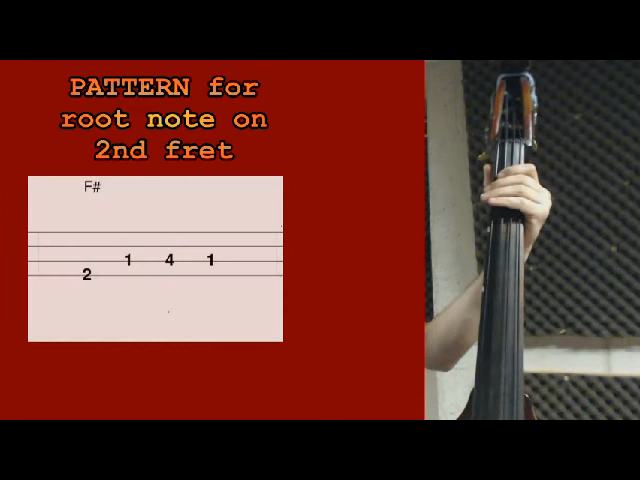 PATTERN for
root note on
2nd fret
F#
1 4 1
2